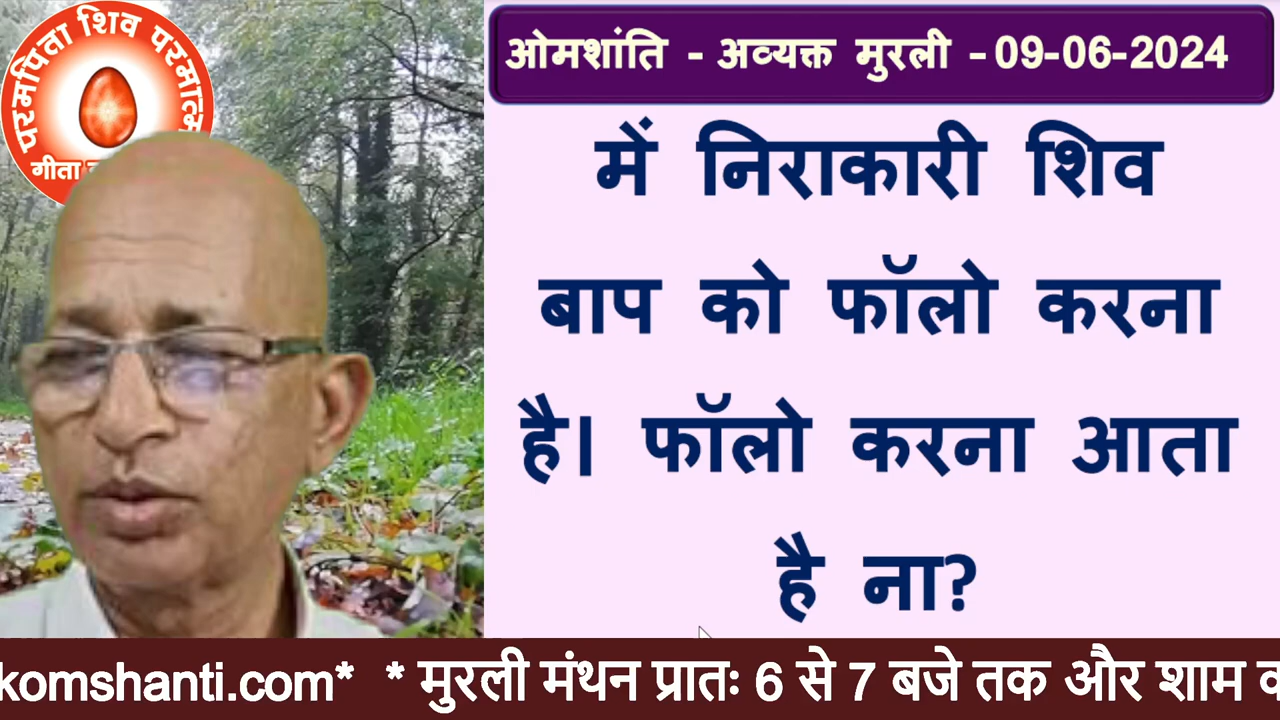 परमपिता शिव परमात्म
गीता
ओमशांति - अव्यक्त मुरली - 09-06-2024
में निराकारी शिव
बाप को फॉलो करना
है। फॉलो करना आता
है ना?
komshanti.com* * मुरली मंथन प्रातः 6 से 7 बजे तक और शाम